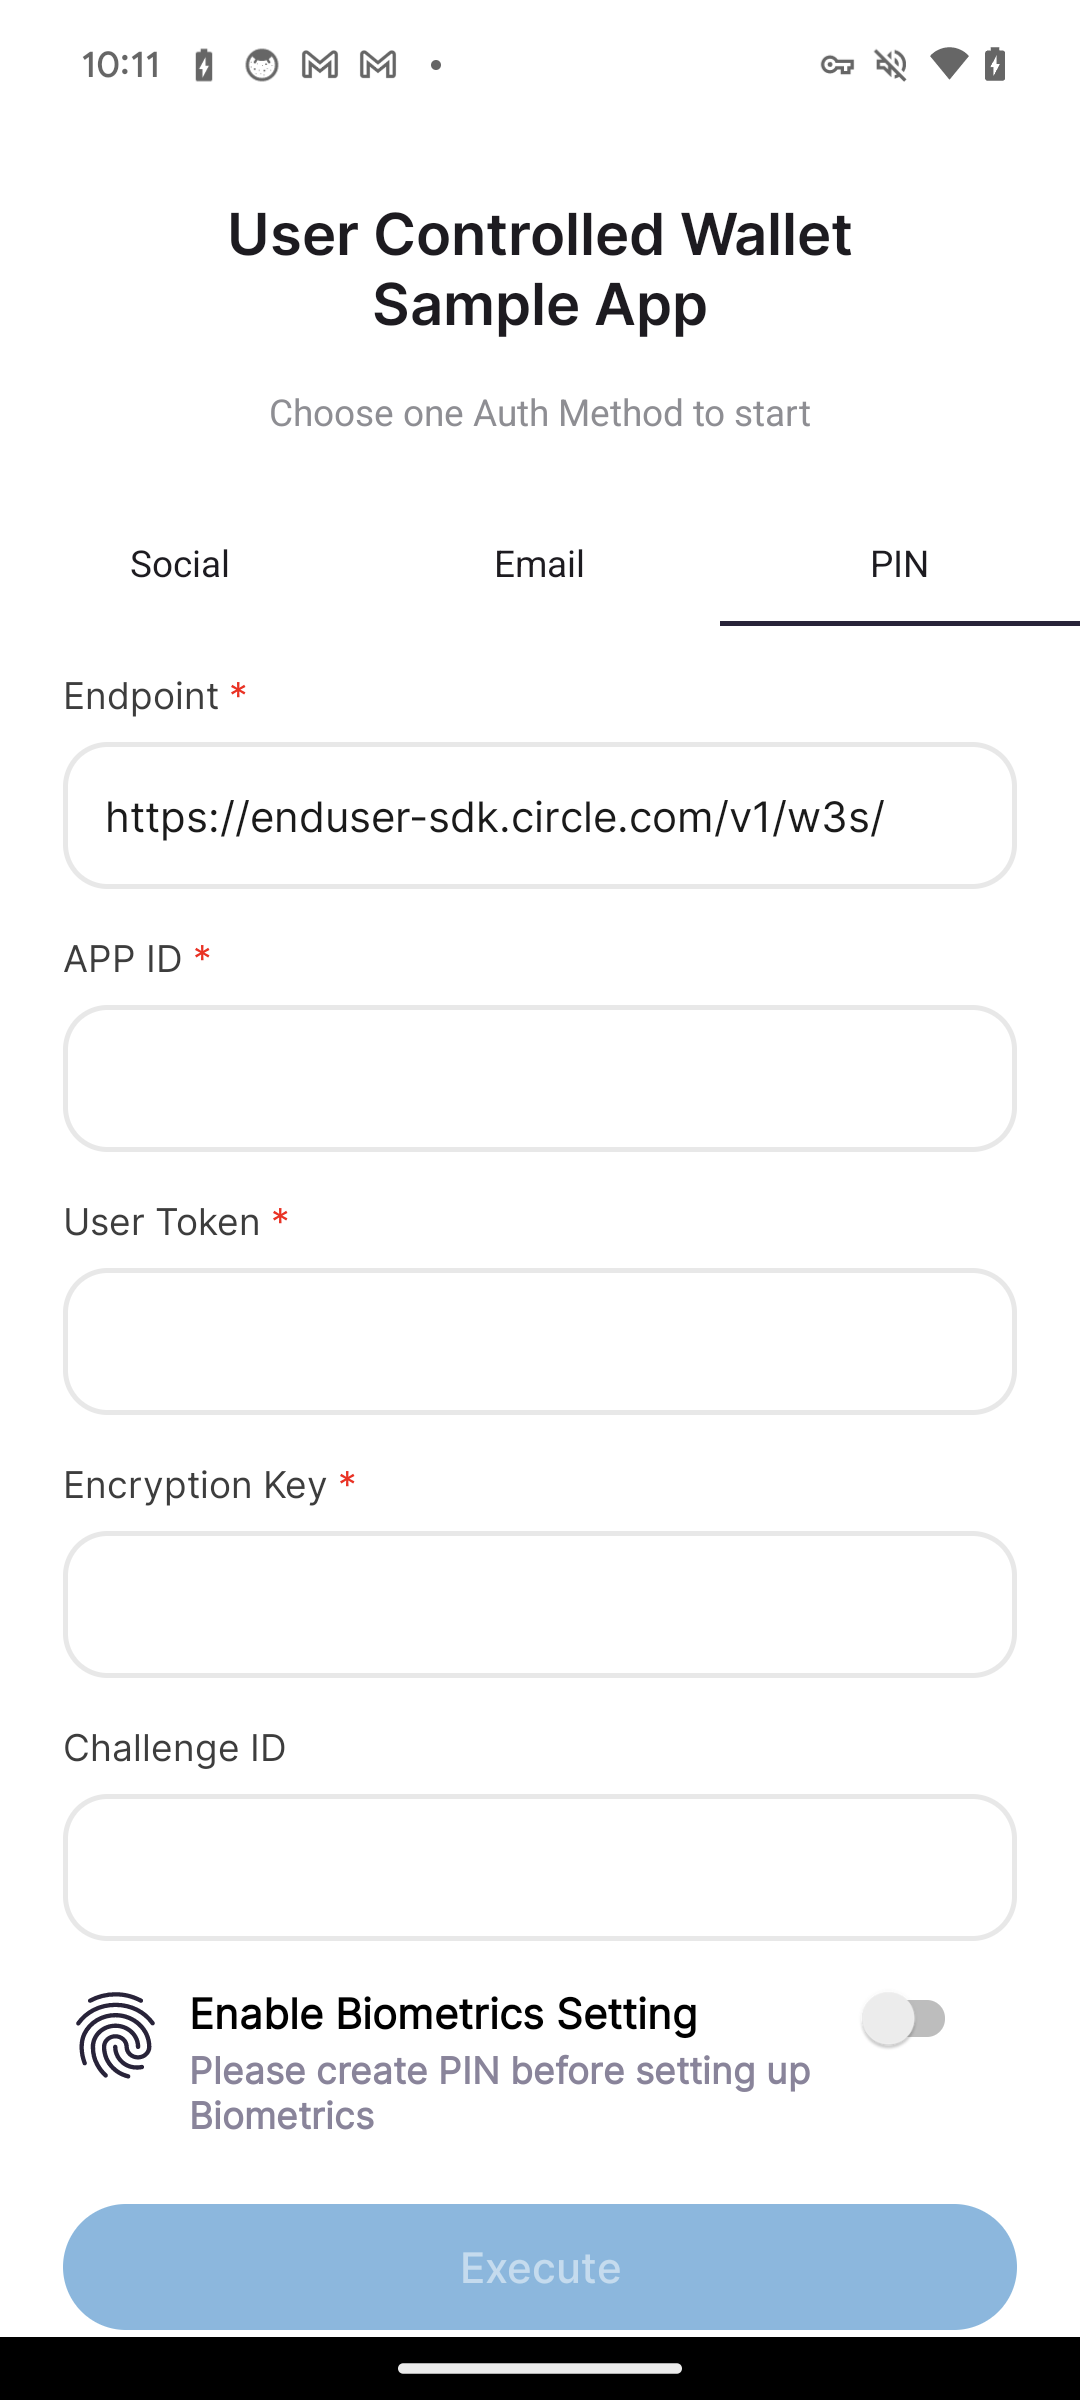 10:11
User Controlled Wallet
Sample App
Choose one Auth Method to start
Social Email PIN
Endpoint *
https://enduser-sdk.circle.com/v1/w3s/
APP ID *
User Token *
Encryption Key *
Challenge ID
Enable Biometrics Setting
Please create PIN before setting up
Biometrics
Execute